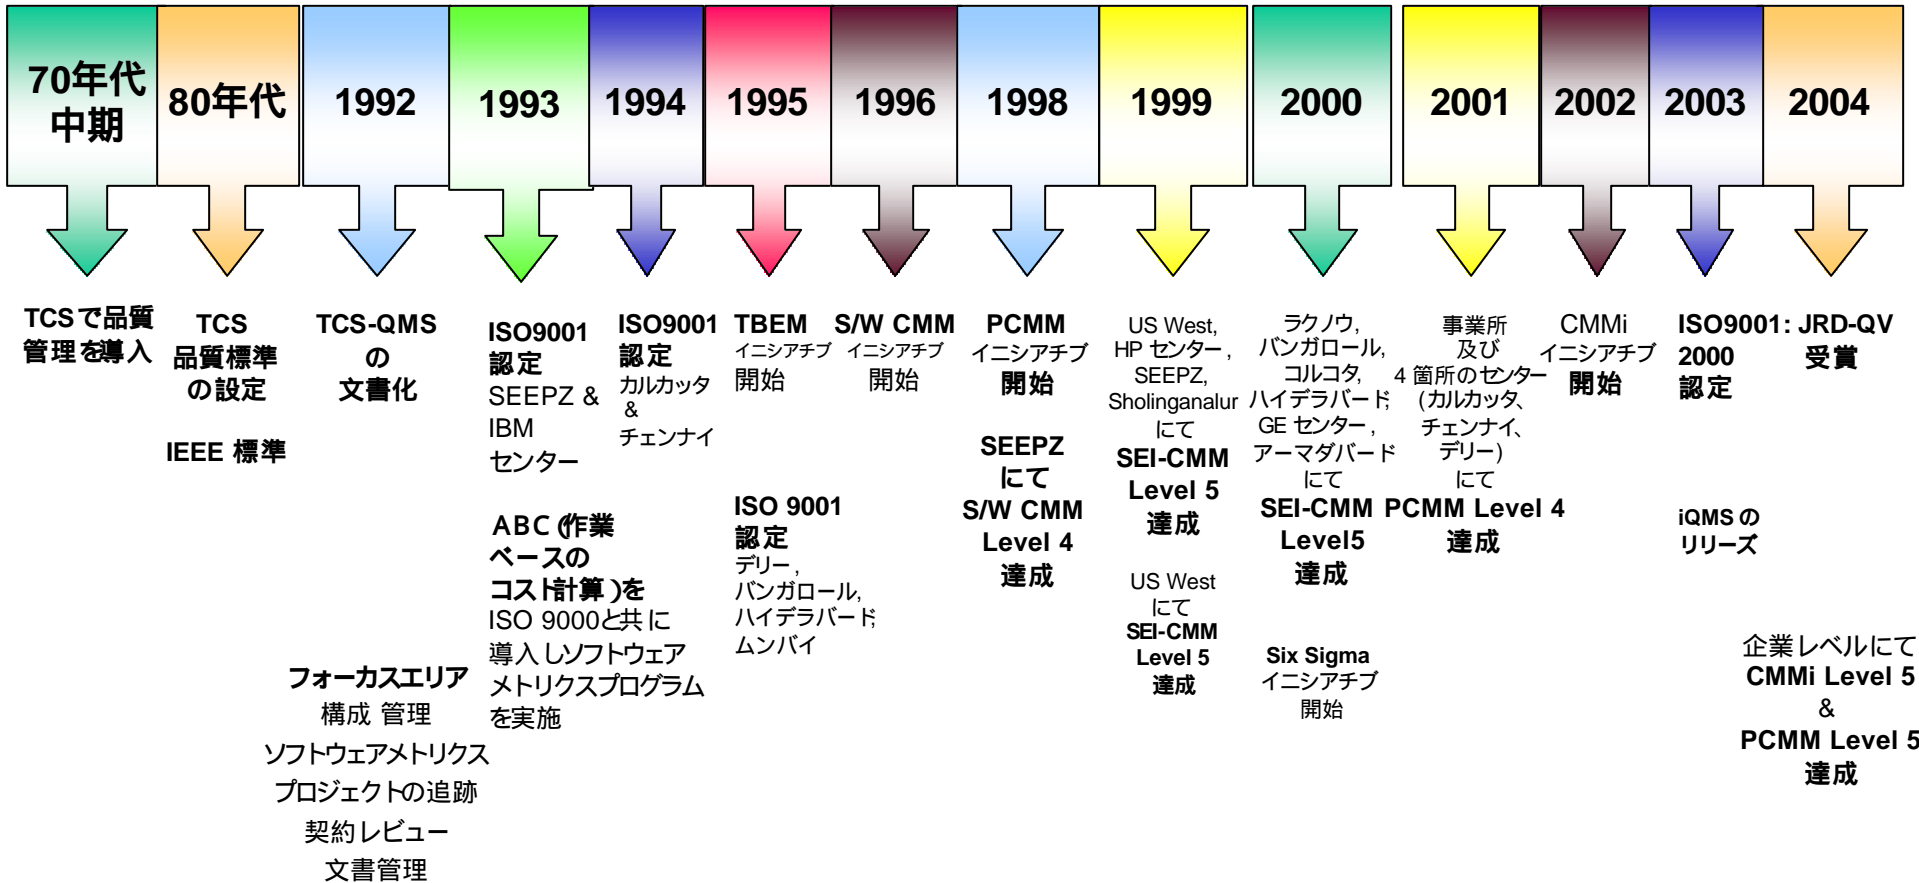 70年代
中期
80年代
1992
1993
1994
1995
1996
1998
1999
2000
2001
2002
2003
2004
TCSで品質
管理を導入
TCS
品質標準
の設定
IEEE 標準
TCS-QMS
の
文書化
フォーカスエリア
構成 管理
ソフトウェアメトリクス
プロジェクトの追跡
契約レビュー
文書管理
ISO9001
認定
SEEPZ &
IBM
センター
ABC(作業
ベースの
コスト計算)を
ISO 9000と共に
導入しソフトウェア
メトリクスプログラム
を実施
ISO9001
認定
カルカッタ
&
チェンナイ
TBEM
イニシアチブ
開始
ISO 9001
認定
デリー,
バンガロール,
ハイデラバード,
ムンバイ
S/W CMM
イニシアチブ
開始
PCMM
イニシアチブ
開始
SEEPZ
にて
S/W CMM
Level 4
達成
US West,
HP センター,
SEEPZ,
Sholinganalur
にて
SEI-CMM
Level 5
達成
US West
にて
SEI-CMM
Level 5
達成
ラクノウ,
バンガロール,
コルコタ,
ハイデラバード,
GE センター,
アーマダバード
にて
SEI-CMM
Level5
達成
Six Sigma
イニシアチブ
開始
事業所
及び
4 箇所のセンター
(カルカッタ、
チェンナイ、
デリー)
にて
PCMM Level 4
達成
CMMi
イニシアチブ
開始
ISO9001:
2000
認定
iQMS の
リリーズ
JRD-QV
受賞
企業レベルにて
CMMi Level 5
&
PCMM Level 5
達成